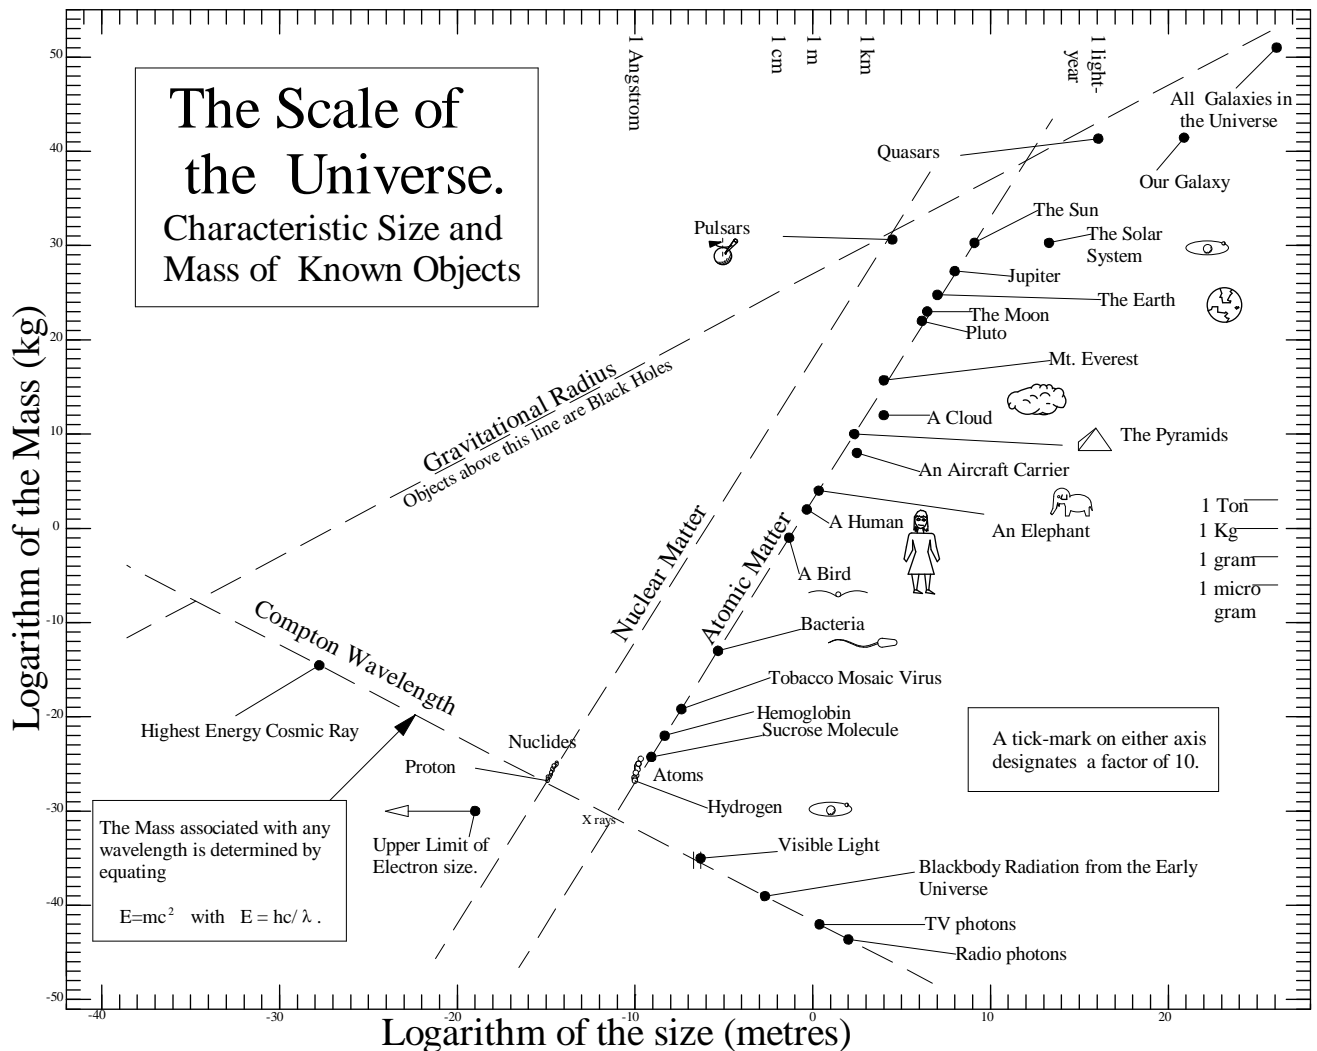 The Scale of
the Universe.
Characteristic Size and
Mass of Known Objects
1 Angstrom
1 cm
1 m
1 km
1 light-
year
All Galaxies in
the Universe
Quasars
Our Galaxy
The Sun
Pulsars
The Solar
System
Jupiter
The Earth
The Moon
Pluto
Mt. Everest
Gravitational Radius
Objects above this line are Black Holes
A Cloud
The Pyramids
An Aircraft Carrier
1 Ton
1 Kg
1 gram
1 micro
gram
A Human
An Elephant
Nuclear Matter
Atomic Matter
A Bird
Compton Wavelength
Bacteria
Tobacco Mosaic Virus
Hemoglobin
Sucrose Molecule
Highest Energy Cosmic Ray
Nuclides
Proton
Atoms
Hydrogen
A tick-mark on either axis
designates a factor of 10.
X rays
The Mass associated with any
wavelength is determined by
equating
E=mc² with E = hc/ λ .
Upper Limit of
Electron size.
Visible Light
Blackbody Radiation from the Early
Universe
TV photons
Radio photons
Logarithm of the Mass (kg)
50
40
30
20
10
0
-10
-20
-30
-40
-50
-40
-30
-20
-10
0
10
20
Logarithm of the size (metres)